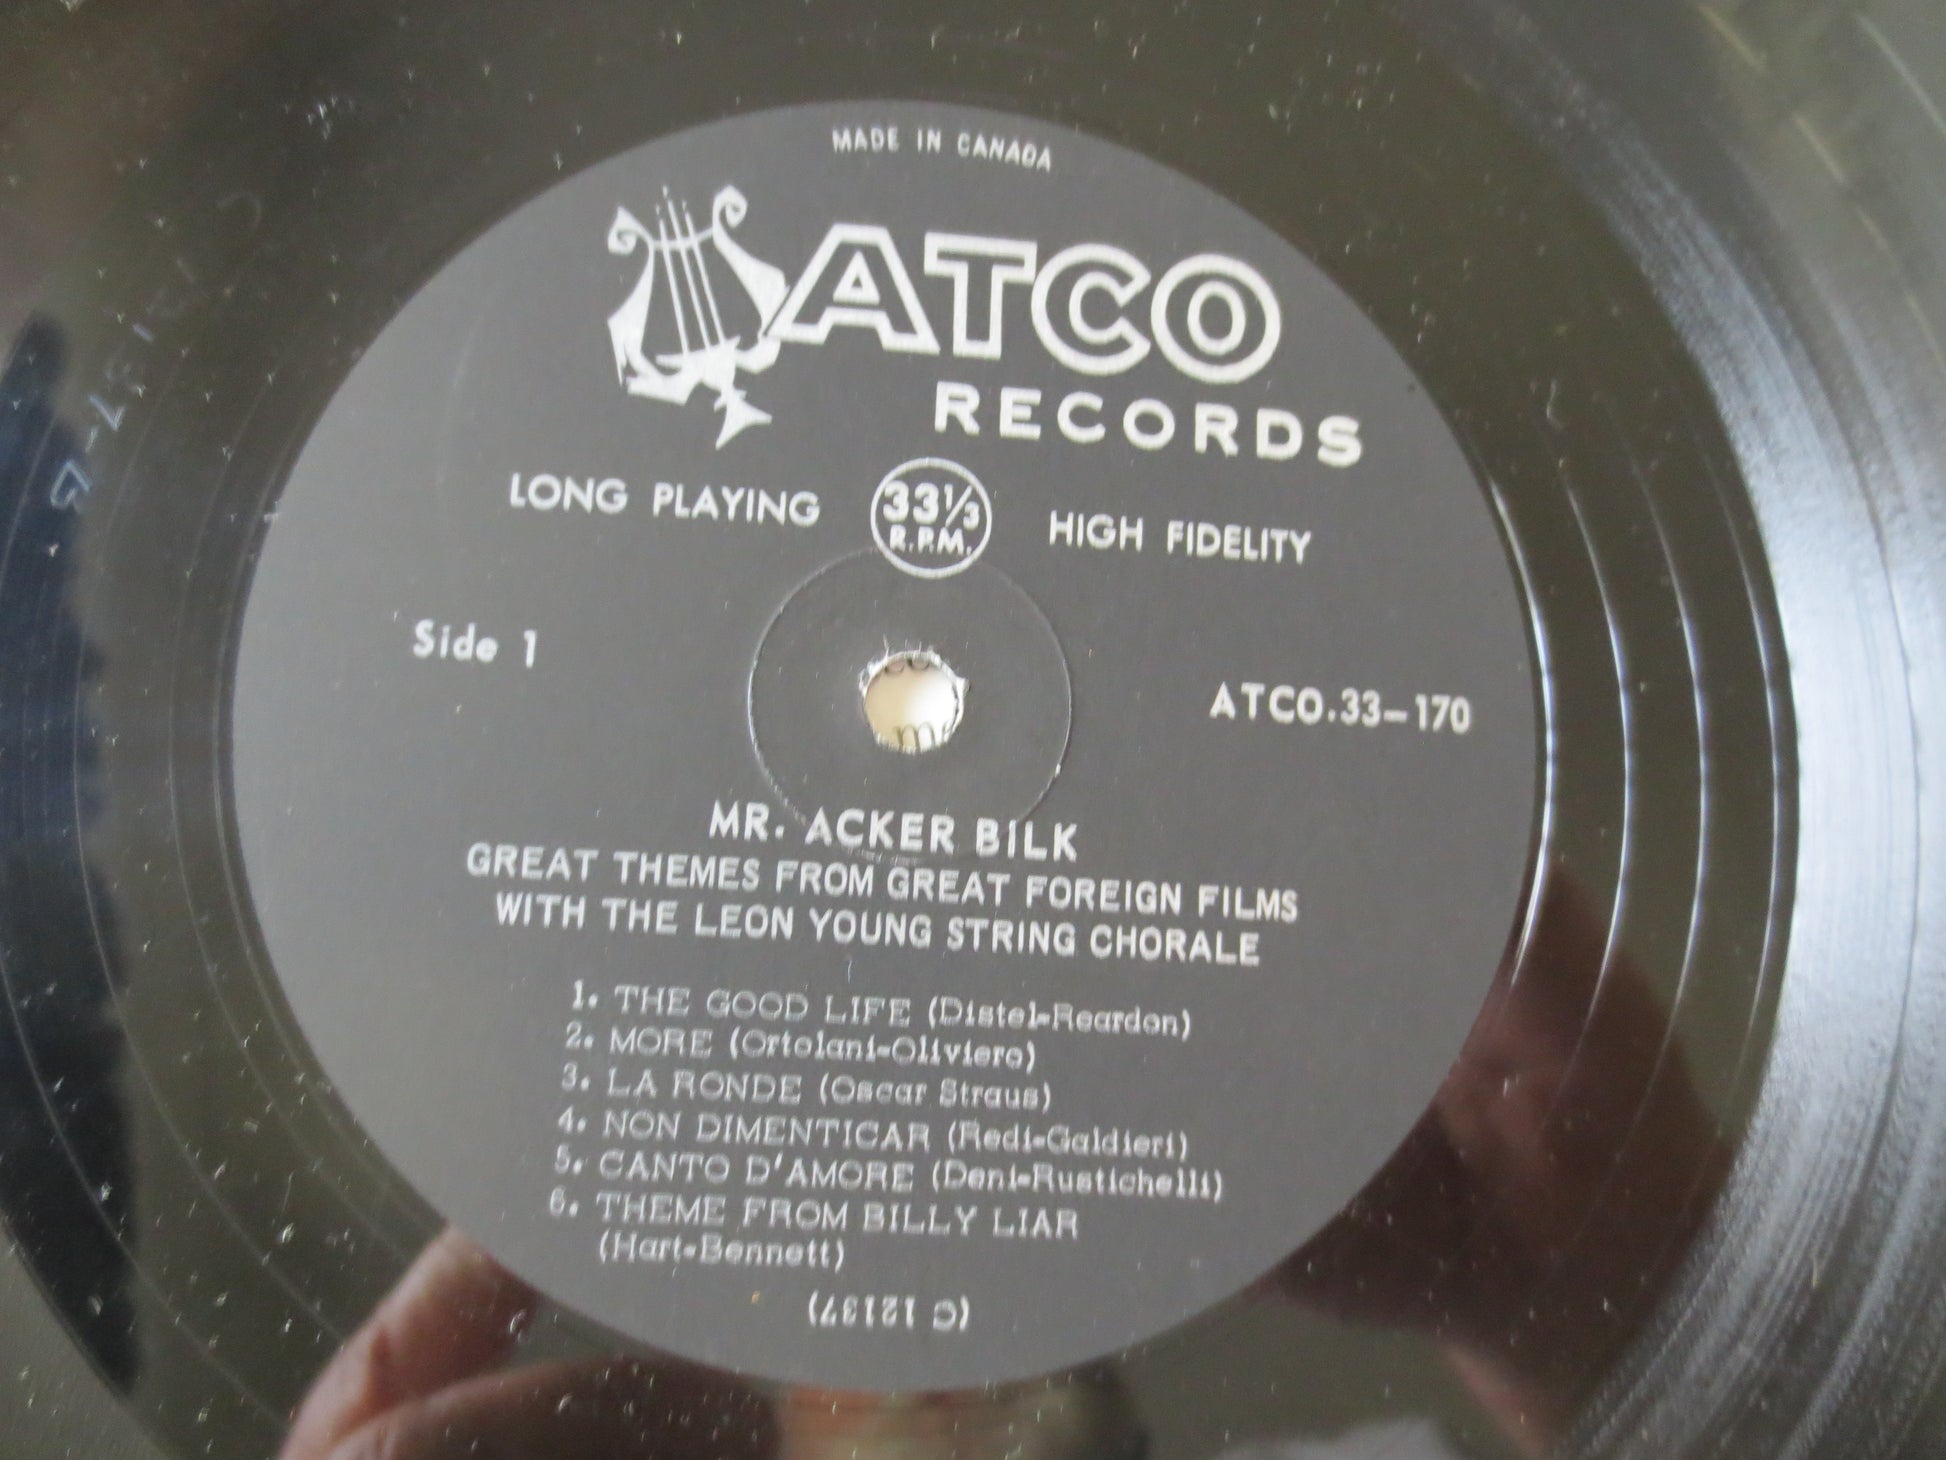 MADE IN CANADA
ATCO
RECORDS
LONG PLAYING 33⅓ R.P.M. HIGH FIDELITY
Side 1
ATCO.33-170
MR. ACKER BILK
GREAT THEMES FROM GREAT FOREIGN FILMS
WITH THE LEON YOUNG STRING CHORALE
1. THE GOOD LIFE (Distel-Reardon)
2. MORE (Ortolani-Oliviero)
3. LA RONDE (Oscar Straus)
4. NON DIMENTICAR (Redi-Galdieri)
5. CANTO D'AMORE (Deni-Rustichelli)
6. THEME FROM BILLY LIAR
(Hart-Bennett)
(C 12137)